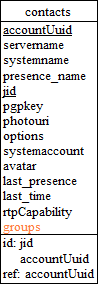 contacts
accountUuid
servername
systemname
presence_name
jid
pgpkey
photouri
options
systemaccount
avatar
last_presence
last_time
rtpCapability
groups
id: jid
accountUuid
ref: accountUuid